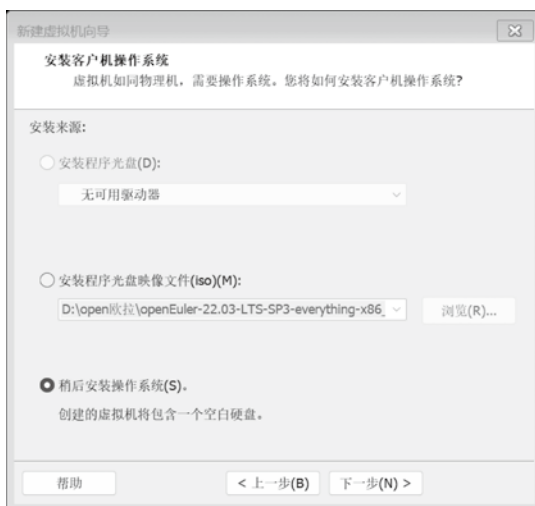 新建虚拟机向导
安装客户机操作系统
虚拟机如同物理机，需要操作系统。您将如何安装客户机操作系统?
安装来源:
安装程序光盘(D):
无可用驱动器
安装程序光盘映像文件(iso)(M):
D:\open欧拉\openEuler-22.03-LTS-SP3-everything-x86_
浏览(R)...
稍后安装操作系统(S)。
创建的虚拟机将包含一个空白硬盘。
帮助
< 上一步(B)
下一步(N) >